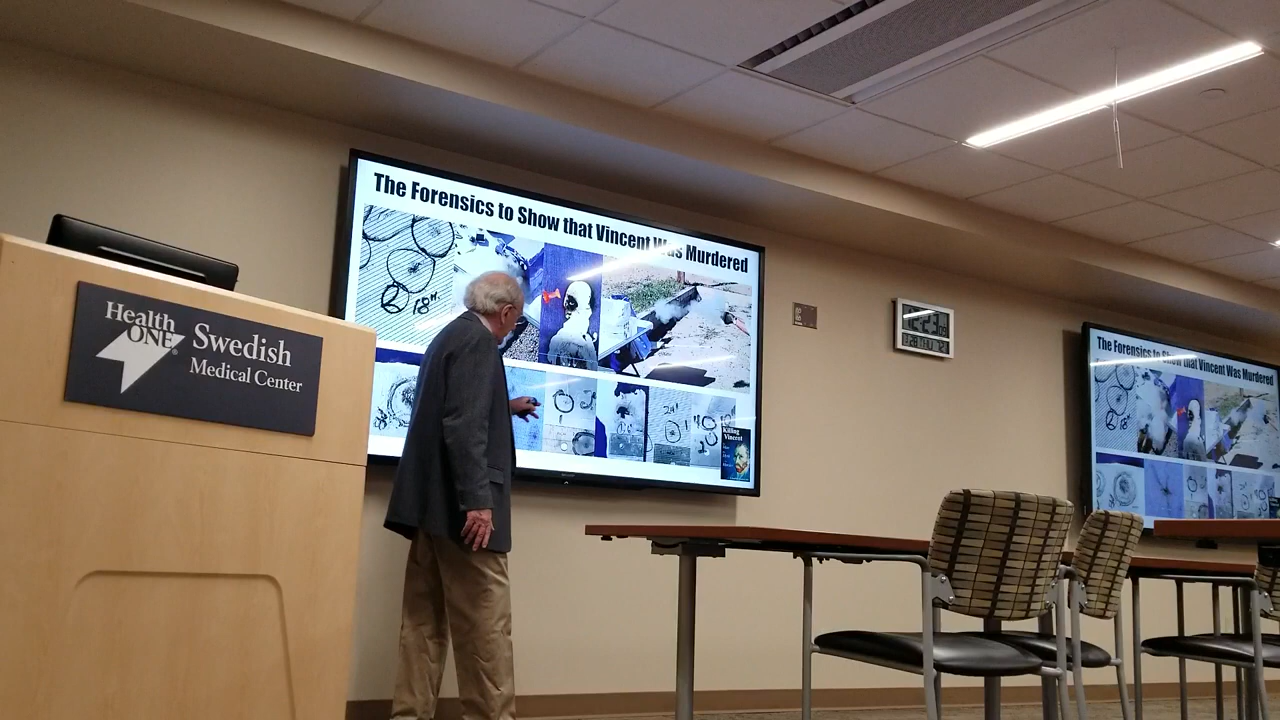 The Forensics to Show that Vincent Was Murdered
18"
Killing
Vincent
Health
ONE
Swedish
Medical Center
The Forensics to Show that Vincent Was Murdered